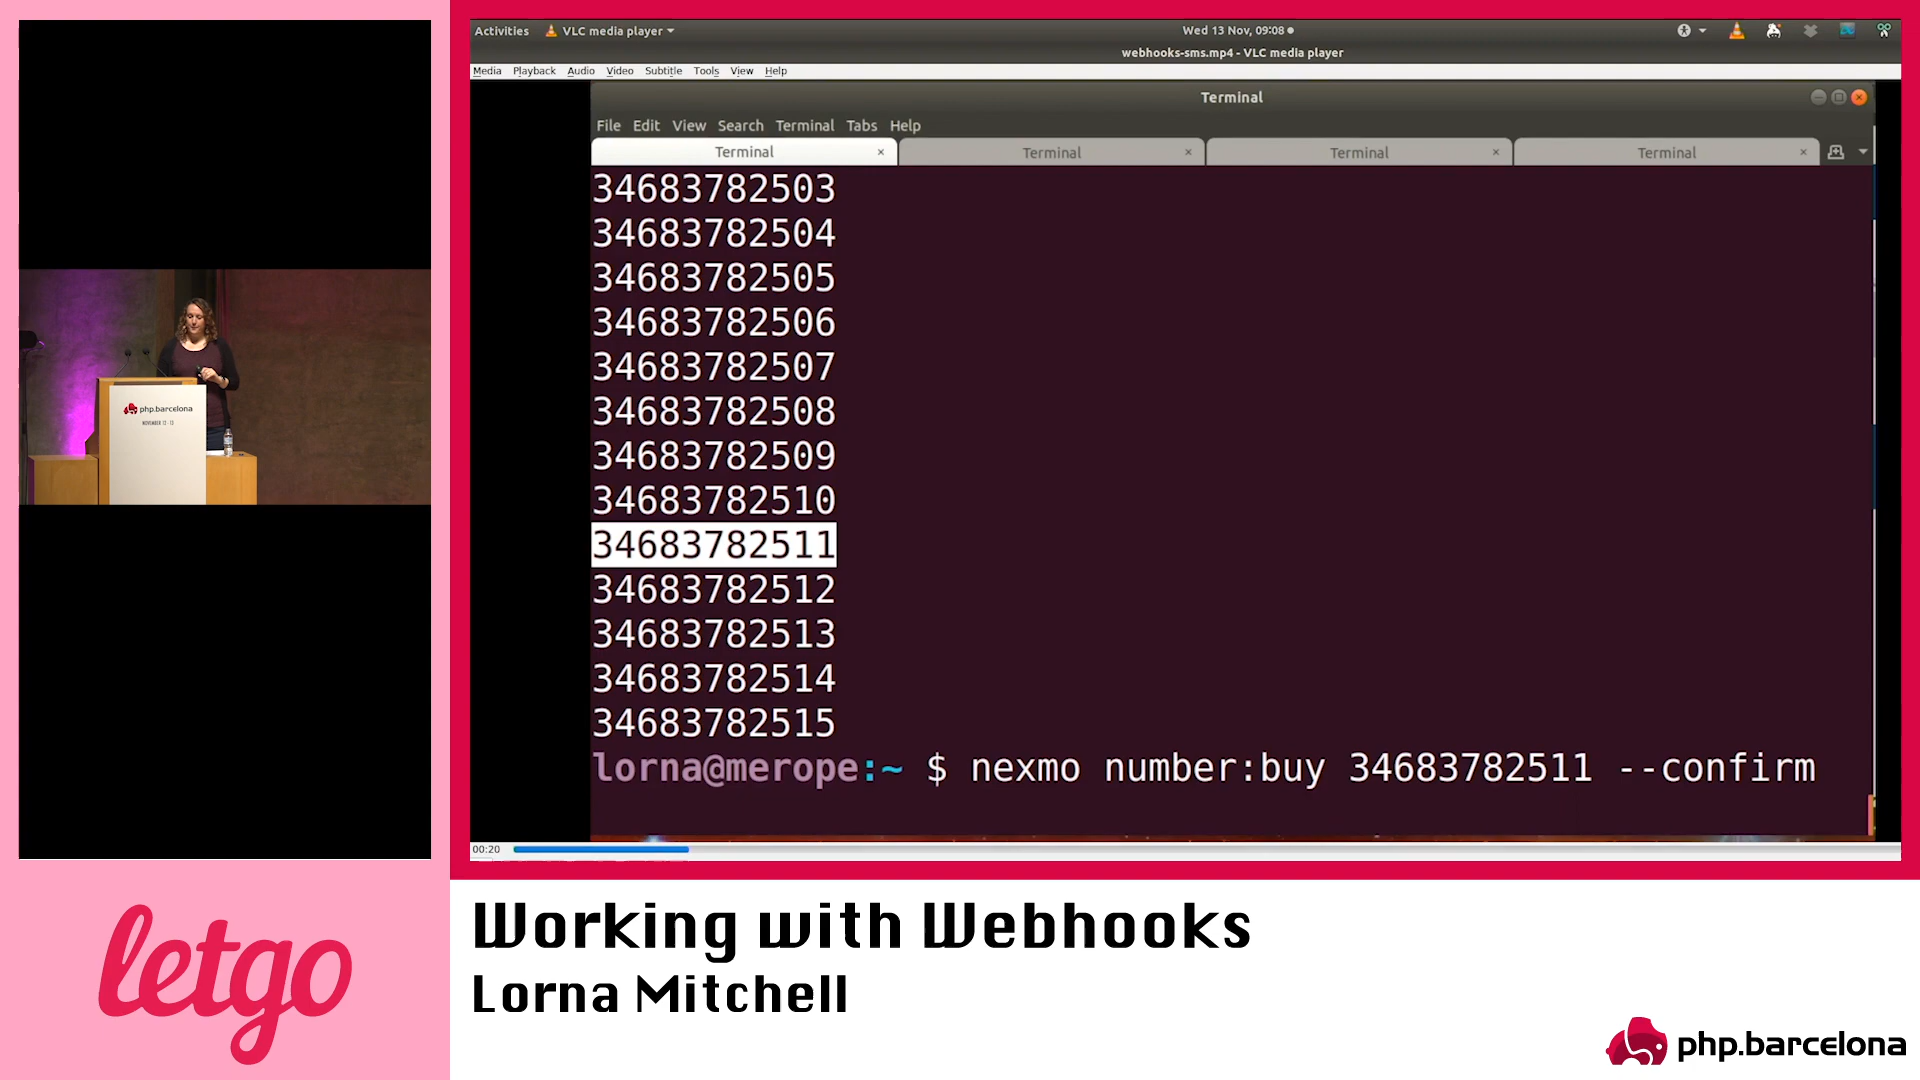 Activities VLC media player Wed 13 Nov, 09:08
webhooks-sms.mp4 - VLC media player
Media Playback Audio Video Subtitle Tools View Help
Terminal
File Edit View Search Terminal Tabs Help
Terminal × Terminal × Terminal × Terminal ×
34683782503
34683782504
34683782505
34683782506
34683782507
34683782508
34683782509
34683782510
34683782511
34683782512
34683782513
34683782514
34683782515
lorna@merope:~ $ nexmo number:buy 34683782511 --confirm
00:20
php.barcelona
NOVEMBER 12 - 13
letgo
Working with Webhooks
Lorna Mitchell
php.barcelona